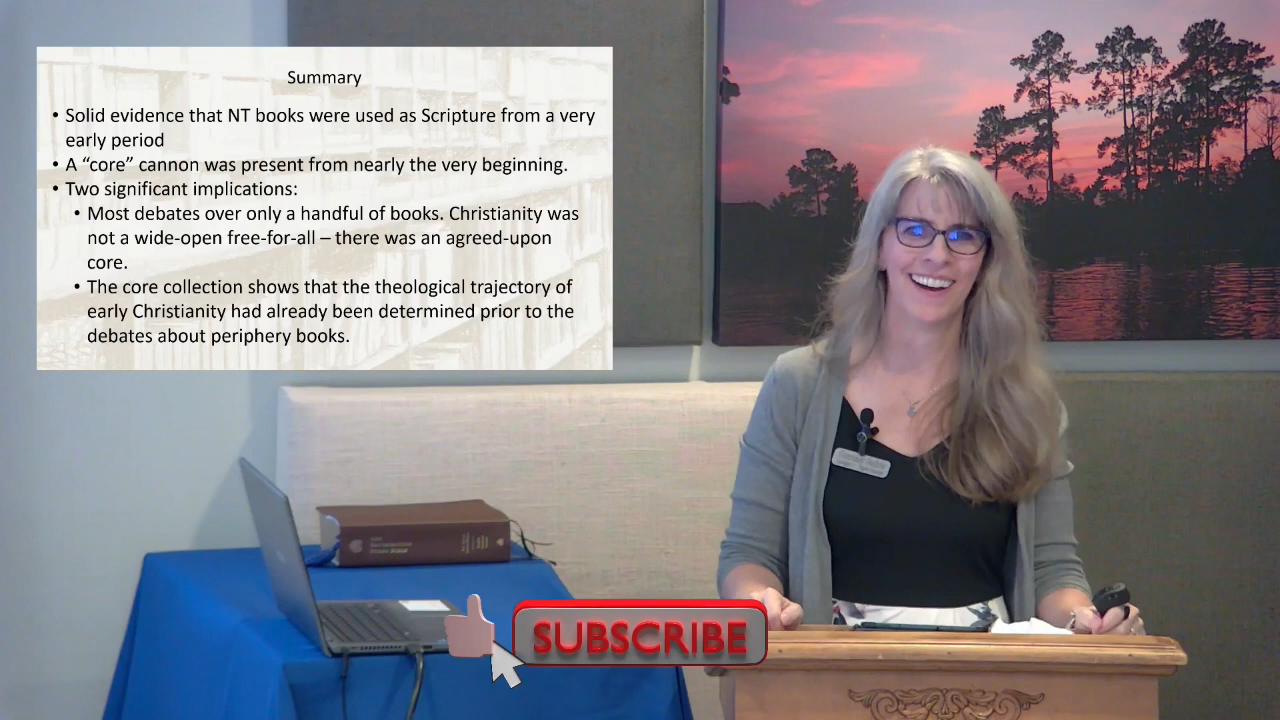 Summary
• Solid evidence that NT books were used as Scripture from a very
early period
• A “core” cannon was present from nearly the very beginning.
• Two significant implications:
• Most debates over only a handful of books. Christianity was
not a wide-open free-for-all – there was an agreed-upon
core.
• The core collection shows that the theological trajectory of
early Christianity had already been determined prior to the
debates about periphery books.
SUBSCRIBE